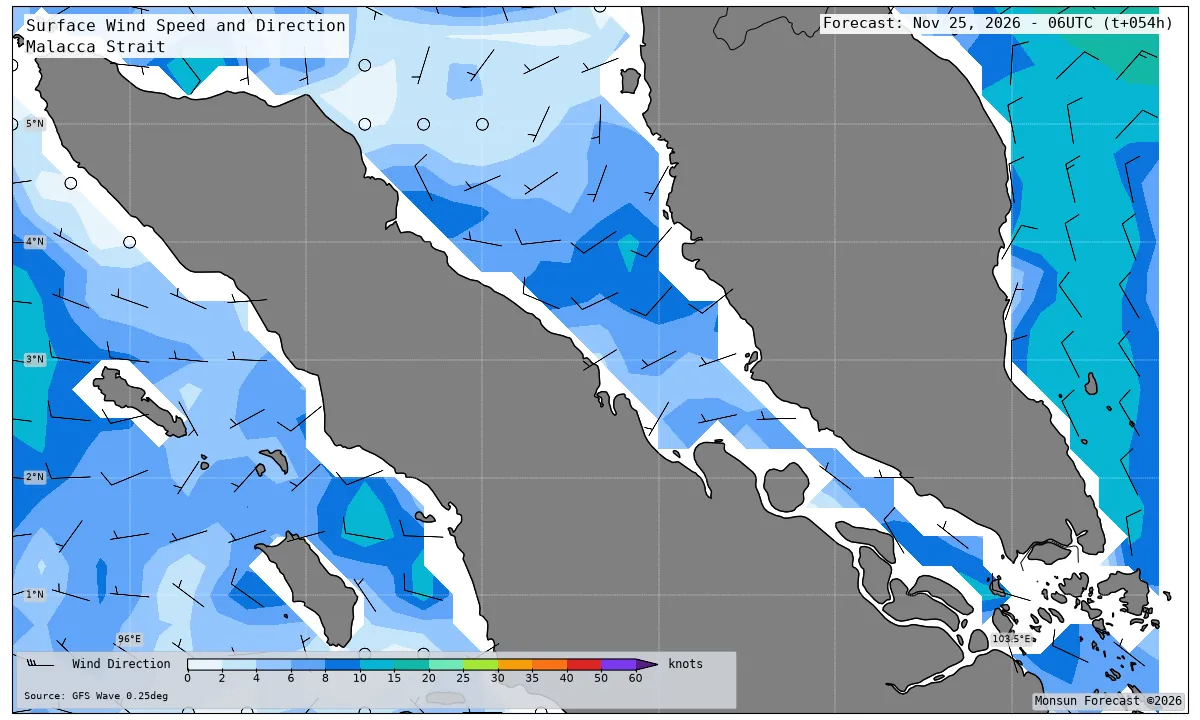 Surface Wind Speed and Direction
Malacca Strait
Forecast: Nov 25, 2026 - 06UTC (t+054h)
5°N
4°N
3°N
2°N
1°N
96°E
103.5°E
Wind Direction
knots
0 2 4 6 8 10 15 20 25 30 35 40 50 60
Source: GFS Wave 0.25deg
Monsun Forecast ©2026